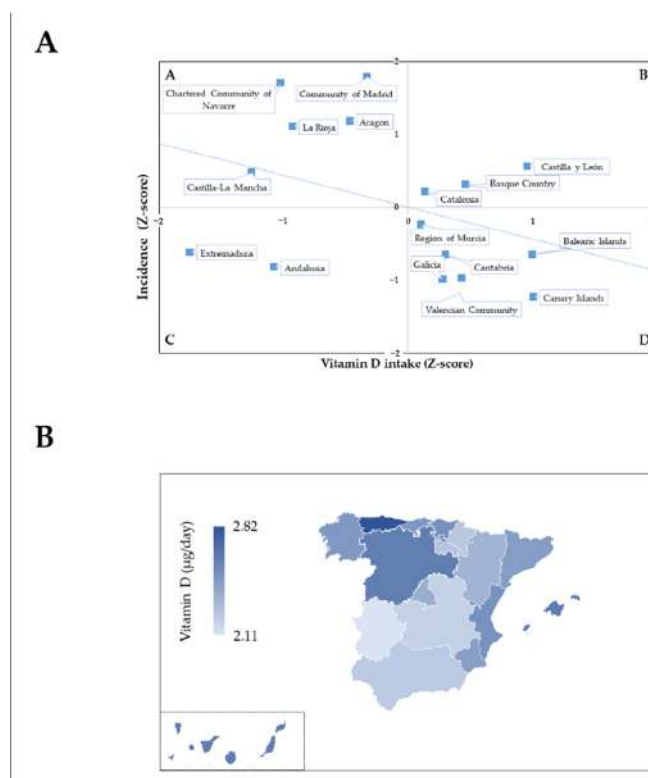 A
2
A
B
Chartered Community of
Navarre
Community of Madrid
La Rioja
Aragon
1
Castilla y León
Basque Country
Catalonia
Castilla-La Mancha
0
-2
-1
0
1
Region of Murcia
Balearic Islands
Extremadura
Andalusia
Galicia
Cantabria
-1
Valencian Community
Canary Islands
C
D
-2
Incidence
(Z-score)
Vitamin D intake (Z-score)
B
Vitamin D (µg/day)
2.82
2.11